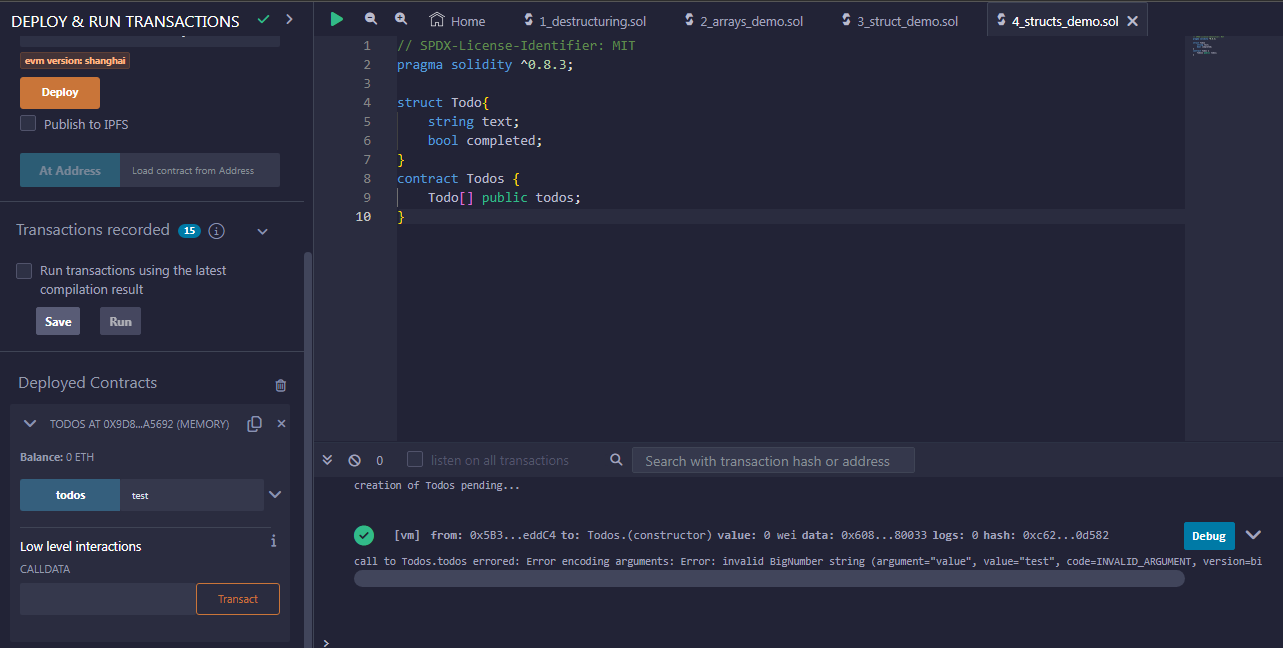 DEPLOY & RUN TRANSACTIONS
evm version: shanghai
Deploy
Publish to IPFS
At Address
Load contract from Address
Transactions recorded 15
Run transactions using the latest
compilation result
Save
Run
Deployed Contracts
TODOS AT 0X9D8...A5692 (MEMORY)
Balance: 0 ETH
todos
test
Low level interactions
CALLDATA
Transact
Home
1_destructuring.sol
2_arrays_demo.sol
3_struct_demo.sol
4_structs_demo.sol
1 // SPDX-License-Identifier: MIT
2 pragma solidity ^0.8.3;
3
4 struct Todo{
5 string text;
6 bool completed;
7 }
8 contract Todos {
9 Todo[] public todos;
10 }
0
listen on all transactions
Search with transaction hash or address
creation of Todos pending...
[vm] from: 0x5B3...eddC4 to: Todos.(constructor) value: 0 wei data: 0x608...80033 logs: 0 hash: 0xc62...0d582
Debug
call to Todos.todos errored: Error encoding arguments: Error: invalid BigNumber string (argument="value", value="test", code=INVALID_ARGUMENT, version=bi
>